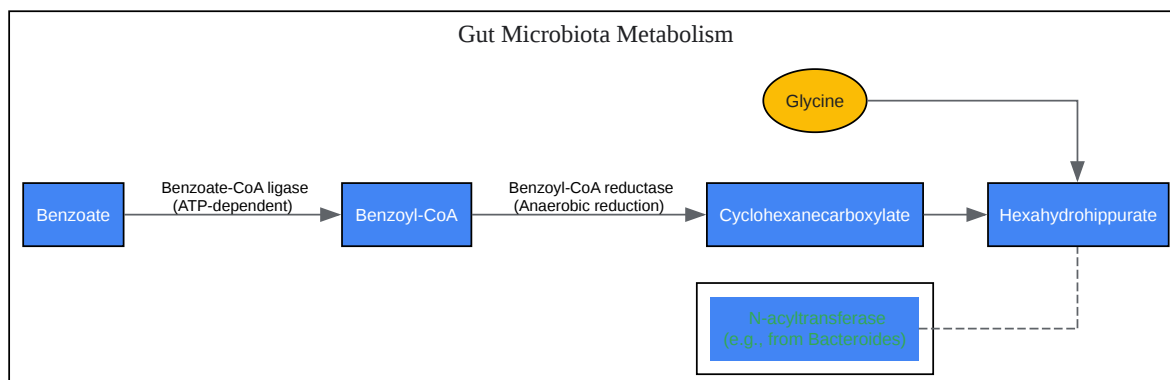 Gut Microbiota Metabolism
Glycine
Benzoate-CoA ligase
(ATP-dependent)
Benzoyl-CoA reductase
(Anaerobic reduction)
Benzoate
Benzoyl-CoA
Cyclohexanecarboxylate
Hexahydrohippurate
N-acyltransferase
(e.g., from Bacteroides)